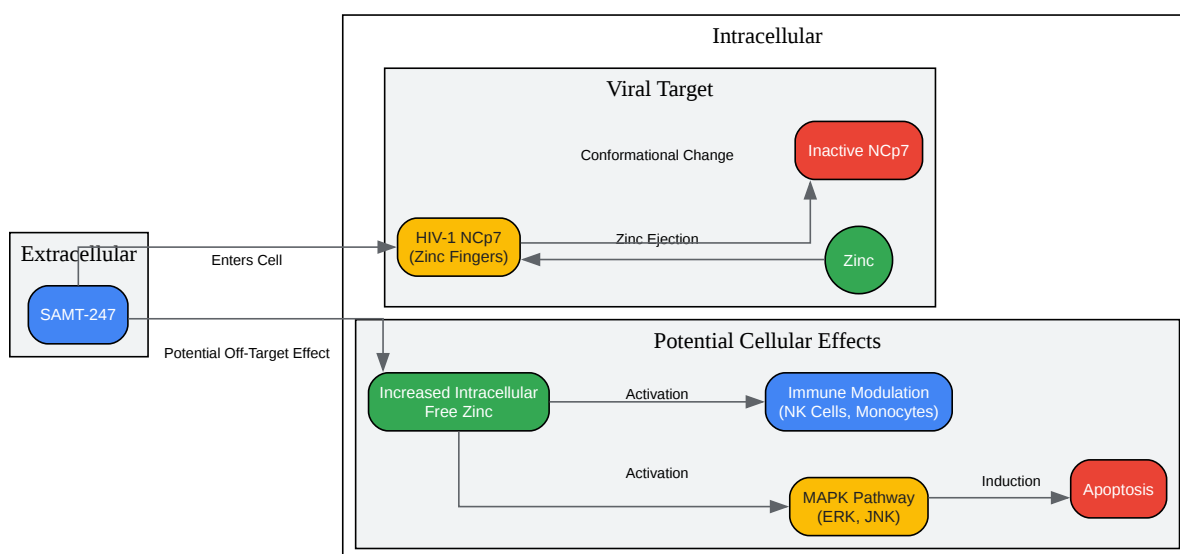 Intracellular
Viral Target
Inactive NCp7
Conformational Change
HIV-1 NCp7
(Zinc Fingers)
Zinc Ejection
Zinc
Extracellular
Enters Cell
SAMT-247
Potential Off-Target Effect
Potential Cellular Effects
Increased Intracellular
Free Zinc
Activation
Immune Modulation
(NK Cells, Monocytes)
Activation
MAPK Pathway
(ERK, JNK)
Induction
Apoptosis